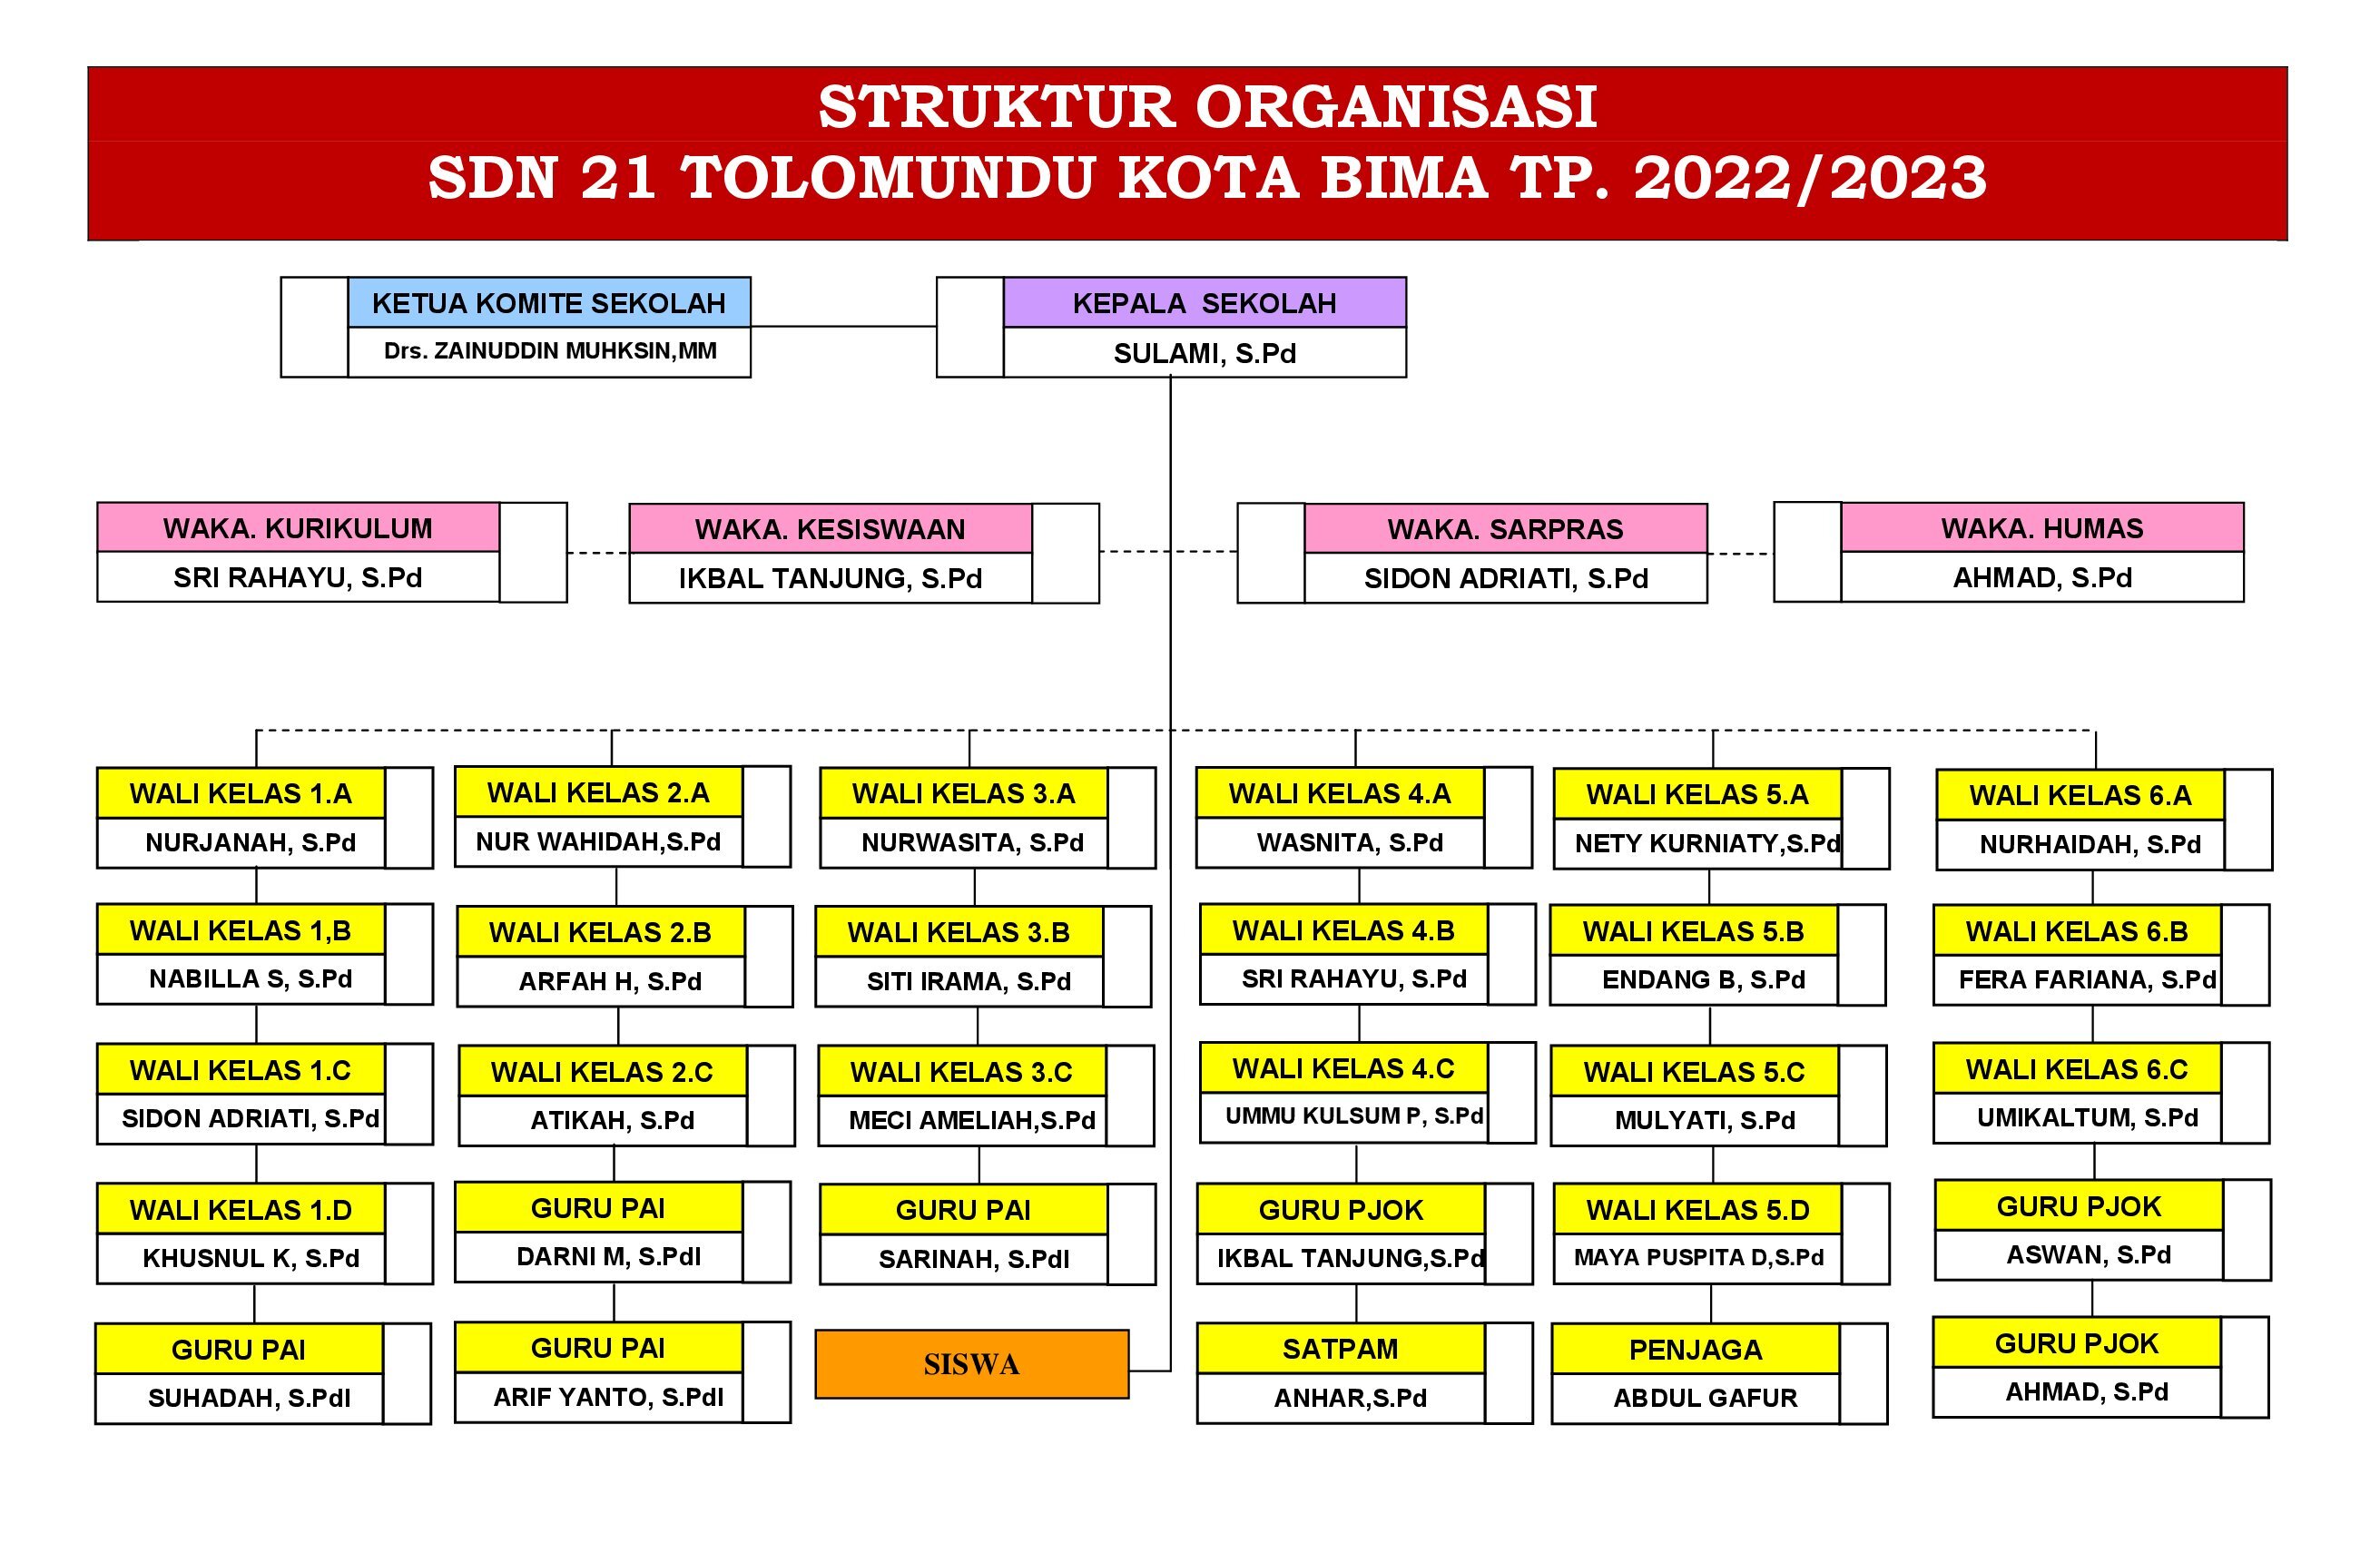 STRUKTUR ORGANISASI
SDN 21 TOLOMUNDU KOTA BIMA TP. 2022/2023
KETUA KOMITE SEKOLAH
Drs. ZAINUDDIN MUHKSIN,MM
KEPALA SEKOLAH
SULAMI, S.Pd
WAKA. KURIKULUM
SRI RAHAYU, S.Pd
WAKA. KESISWAAN
IKBAL TANJUNG, S.Pd
WAKA. SARPRAS
SIDON ADRIATI, S.Pd
WAKA. HUMAS
AHMAD, S.Pd
WALI KELAS 1.A
NURJANAH, S.Pd
WALI KELAS 2.A
NUR WAHIDAH,S.Pd
WALI KELAS 3.A
NURWASITA, S.Pd
WALI KELAS 4.A
WASNITA, S.Pd
WALI KELAS 5.A
NETY KURNIATY,S.Pd
WALI KELAS 6.A
NURHAIDAH, S.Pd
WALI KELAS 1,B
NABILLA S, S.Pd
WALI KELAS 2.B
ARFAH H, S.Pd
WALI KELAS 3.B
SITI IRAMA, S.Pd
WALI KELAS 4.B
SRI RAHAYU, S.Pd
WALI KELAS 5.B
ENDANG B, S.Pd
WALI KELAS 6.B
FERA FARIANA, S.Pd
WALI KELAS 1.C
SIDON ADRIATI, S.Pd
WALI KELAS 2.C
ATIKAH, S.Pd
WALI KELAS 3.C
MECI AMELIAH,S.Pd
WALI KELAS 4.C
UMMU KULSUM P, S.Pd
WALI KELAS 5.C
MULYATI, S.Pd
WALI KELAS 6.C
UMIKALTUM, S.Pd
WALI KELAS 1.D
KHUSNUL K, S.Pd
GURU PAI
DARNI M, S.PdI
GURU PAI
SARINAH, S.PdI
GURU PJOK
IKBAL TANJUNG,S.Pd
WALI KELAS 5.D
MAYA PUSPITA D,S.Pd
GURU PJOK
ASWAN, S.Pd
GURU PAI
SUHADAH, S.PdI
GURU PAI
ARIF YANTO, S.PdI
SISWA
SATPAM
ANHAR,S.Pd
PENJAGA
ABDUL GAFUR
GURU PJOK
AHMAD, S.Pd